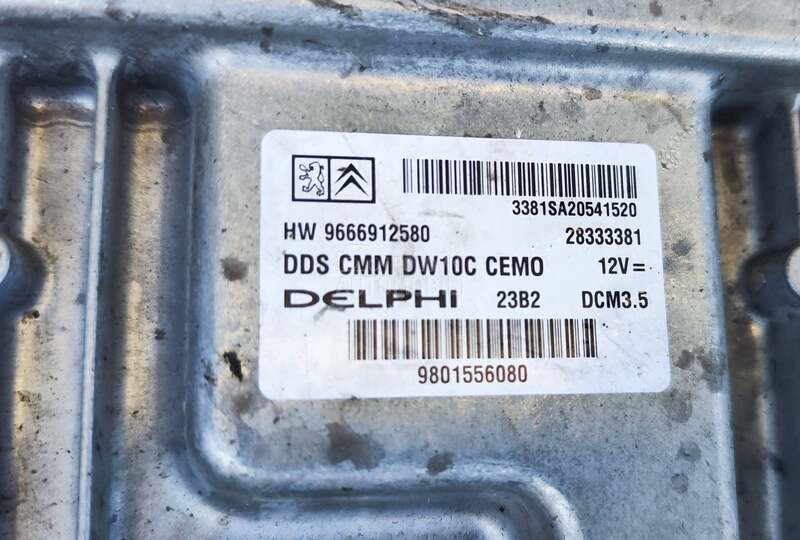 3381SA20541520
HW 9666912580 28333381
DDS CMM DW10C CEMO 12V=
DELPHI 23B2 DCM3.5
9801556080